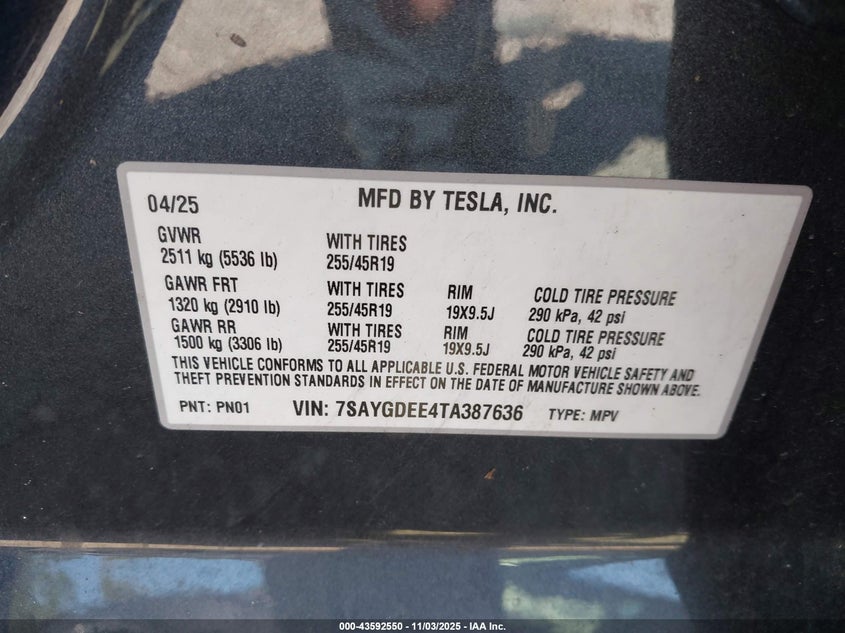 04/25 MFD BY TESLA, INC.
GVWR WITH TIRES
2511 kg (5536 lb) 255/45R19
GAWR FRT WITH TIRES RIM COLD TIRE PRESSURE
1320 kg (2910 lb) 255/45R19 19X9.5J 290 kPa, 42 psi
GAWR RR WITH TIRES RIM COLD TIRE PRESSURE
1500 kg (3306 lb) 255/45R19 19X9.5J 290 kPa, 42 psi
THIS VEHICLE CONFORMS TO ALL APPLICABLE U.S. FEDERAL MOTOR VEHICLE SAFETY AND
THEFT PREVENTION STANDARDS IN EFFECT ON THE DATE OF MANUFACTURE SHOWN ABOVE.
PNT: PN01 VIN: 7SAYGDEE4TA387636 TYPE: MPV
000-43592550 - 11/03/2025 - IAA Inc.